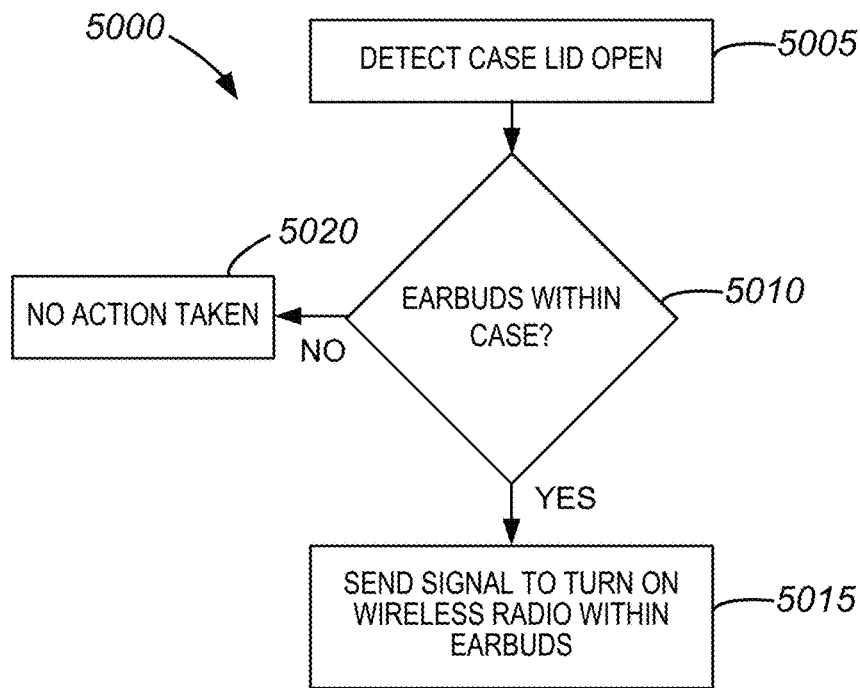 5000
DETECT CASE LID OPEN
5005
5020
NO ACTION TAKEN
NO
EARBUDS WITHIN
CASE?
5010
YES
SEND SIGNAL TO TURN ON
WIRELESS RADIO WITHIN
EARBUDS
5015